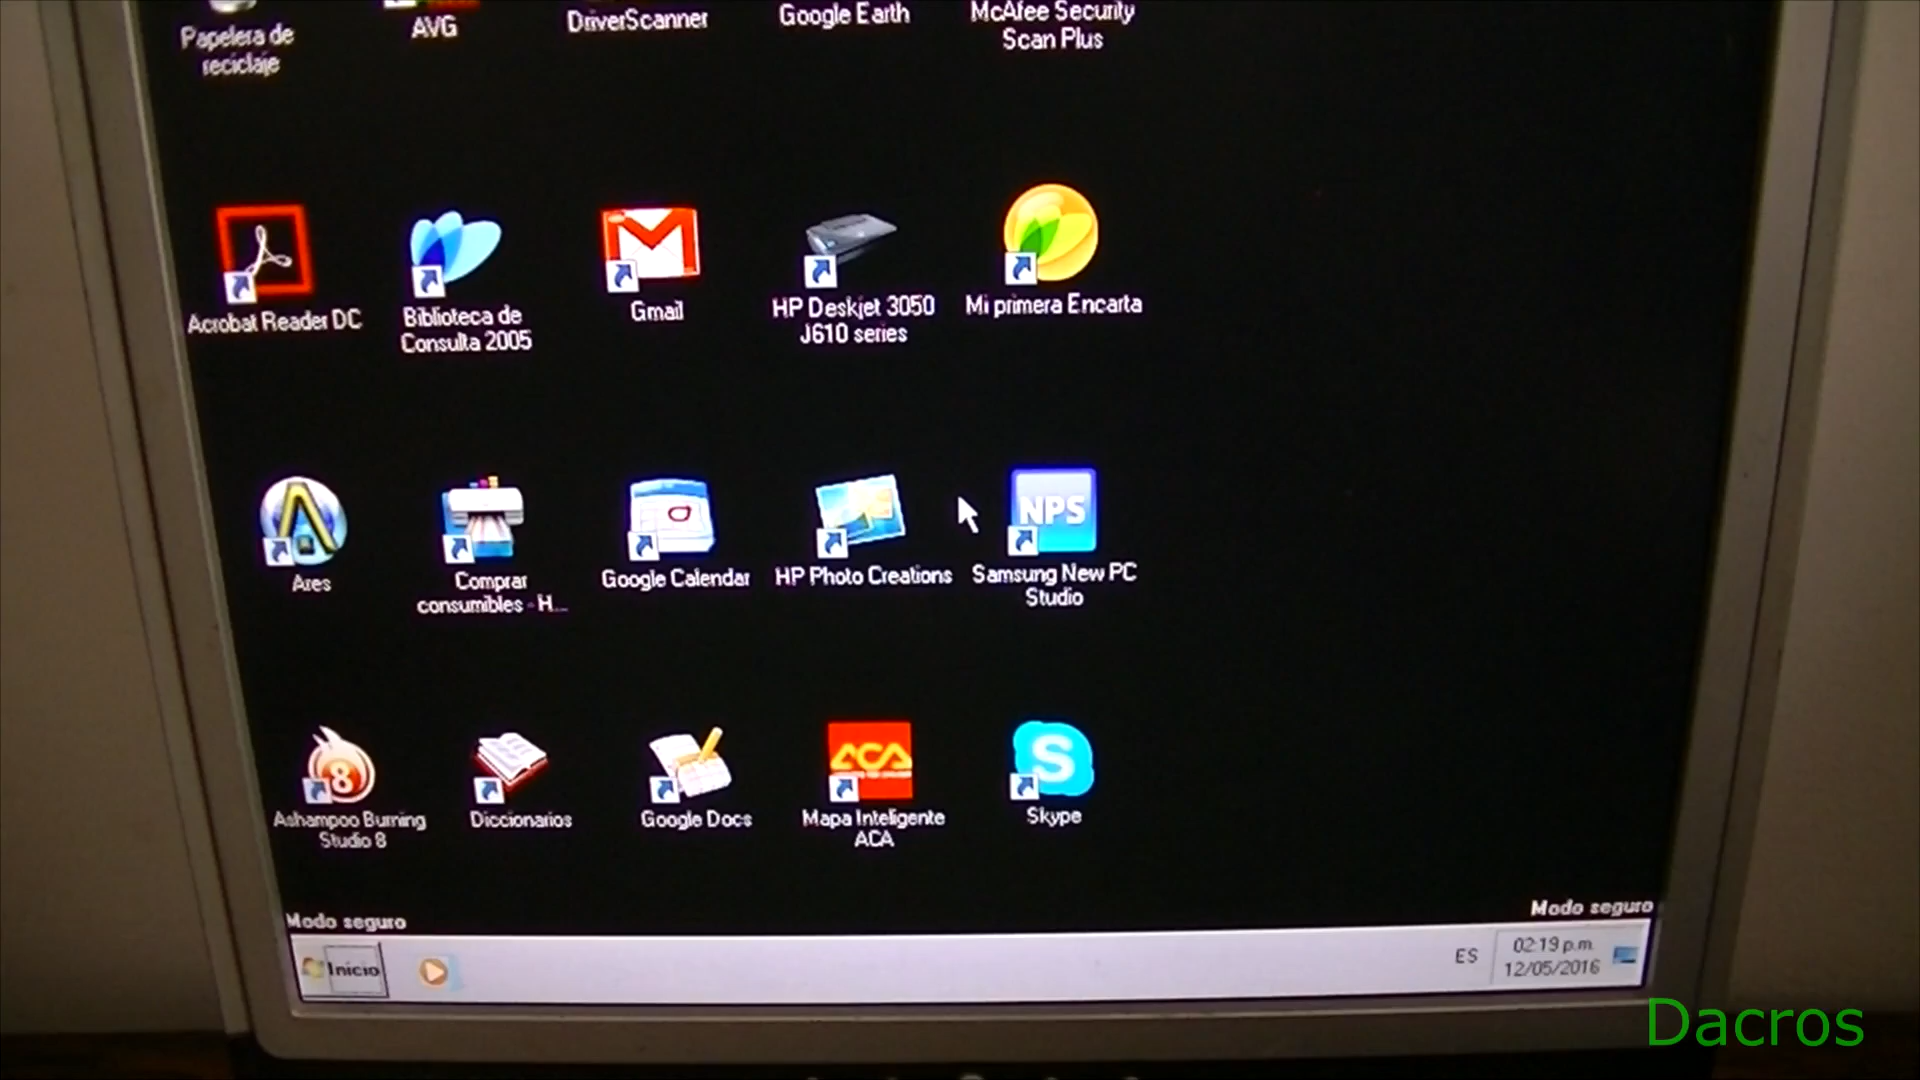 Papelera de
reciclaje
AVG
DriverScanner
Google Earth
McAfee Security
Scan Plus
Acrobat Reader DC
Biblioteca de
Consulta 2005
Gmail
HP Deskjet 3050
J610 series
Mi primera Encarta
Ares
Comprar
consumibles - H...
Google Calendar
HP Photo Creations
NPS
Samsung New PC
Studio
8
Ashampoo Burning
Studio 8
Diccionarios
Google Docs
ACA
Mapa Inteligente
ACA
S
Skype
Modo seguro
Modo seguro
Inicio
ES
02:19 p.m.
12/05/2016
Dacros